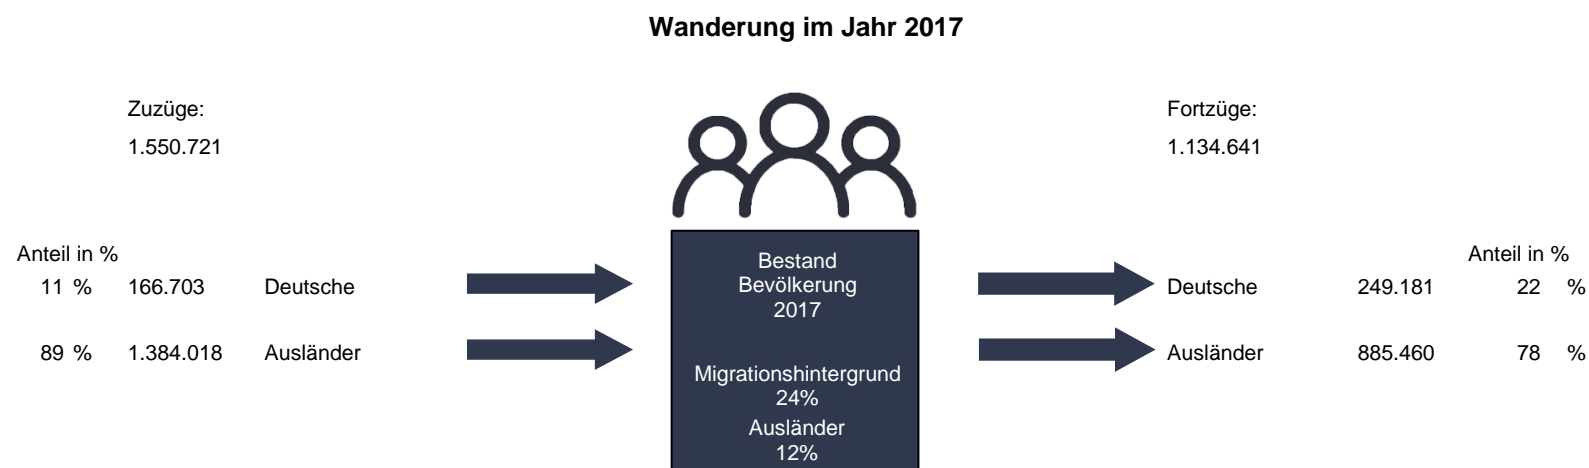 Wanderung im Jahr 2017
Zuzüge:
1.550.721
Fortzüge:
1.134.641
Anteil in %
11 % 166.703 Deutsche
89 % 1.384.018 Ausländer
Bestand
Bevölkerung
2017
Migrationshintergrund
24%
Ausländer
12%
Anteil in %
Deutsche 249.181 22 %
Ausländer 885.460 78 %